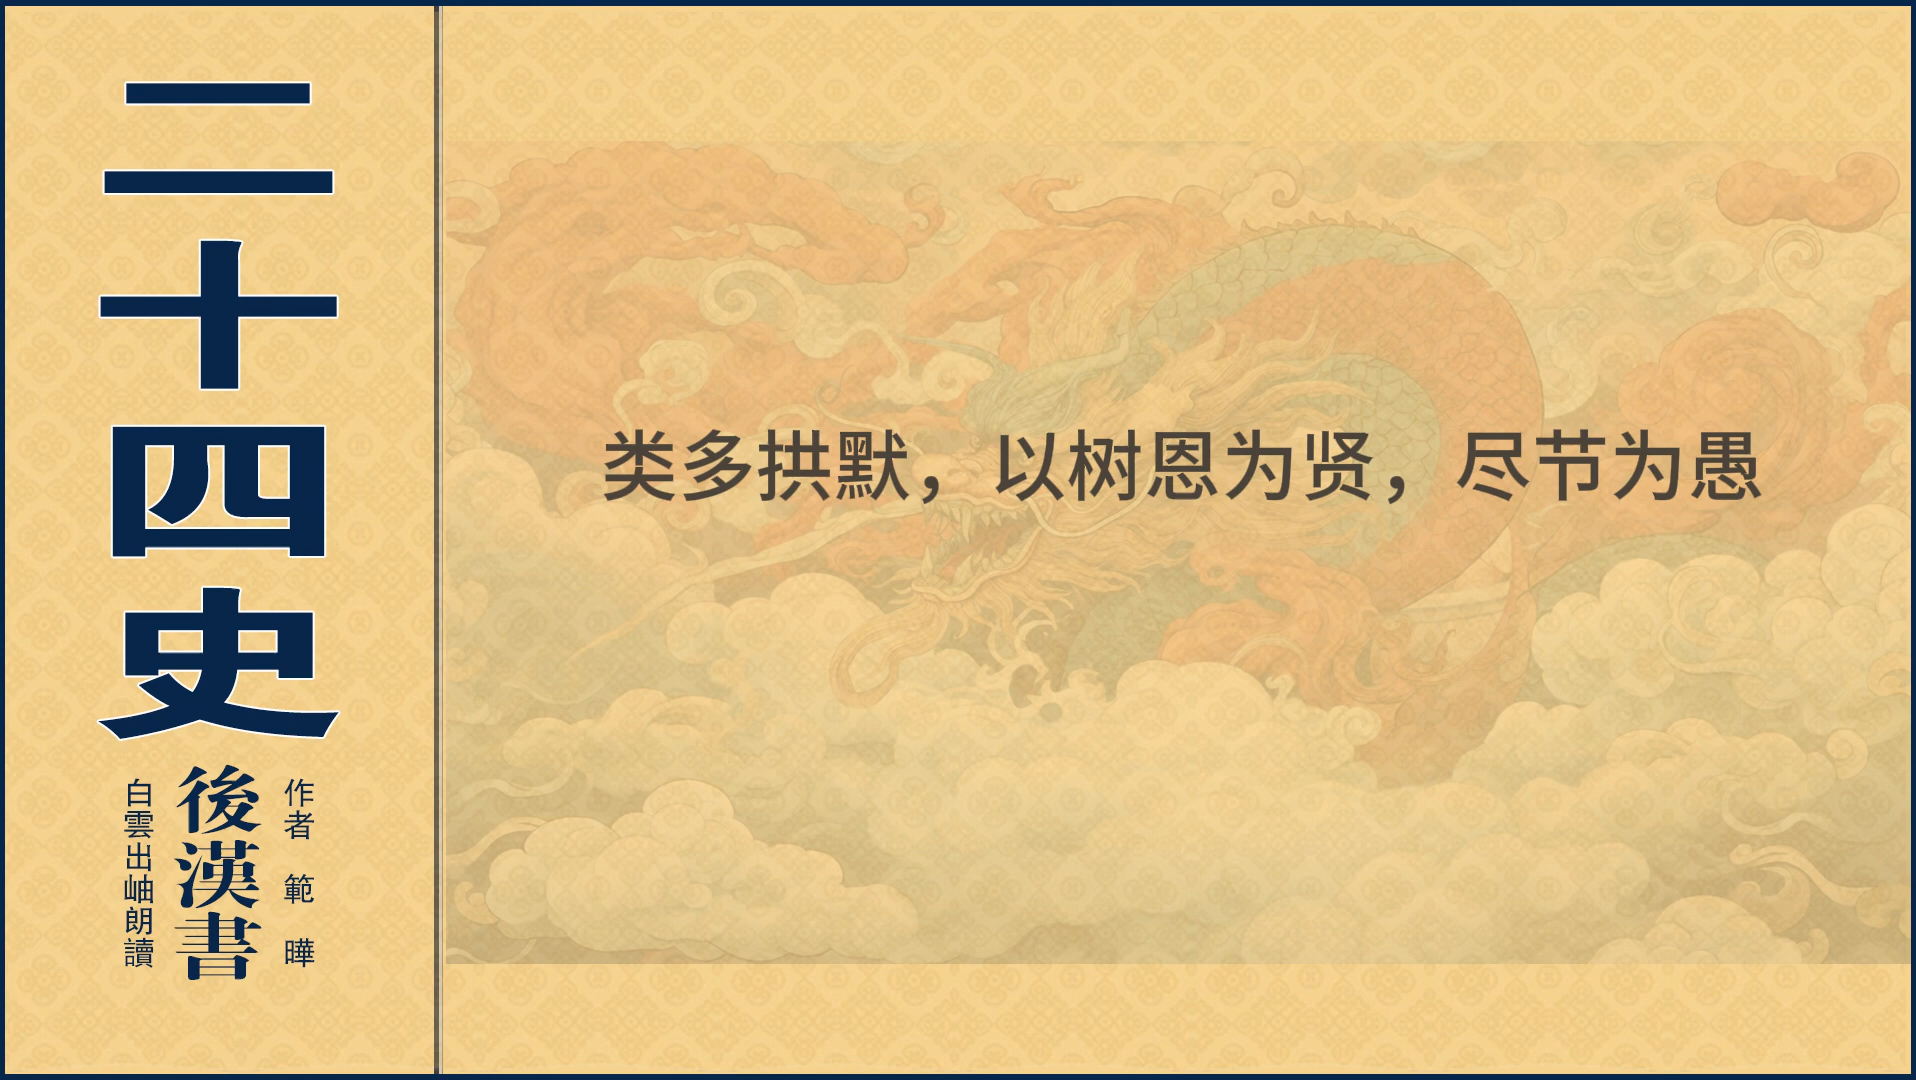 二十四史
作者 範 曄
後漢書
白雲出岫朗讀
类多拱默，以树恩为贤，尽节为愚